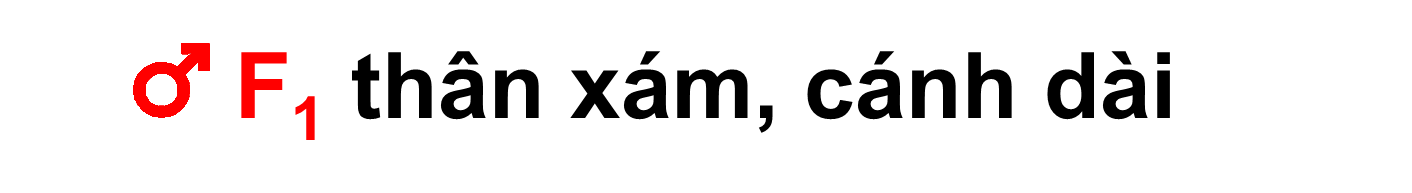 ♂ F₁ thân xám, cánh dài